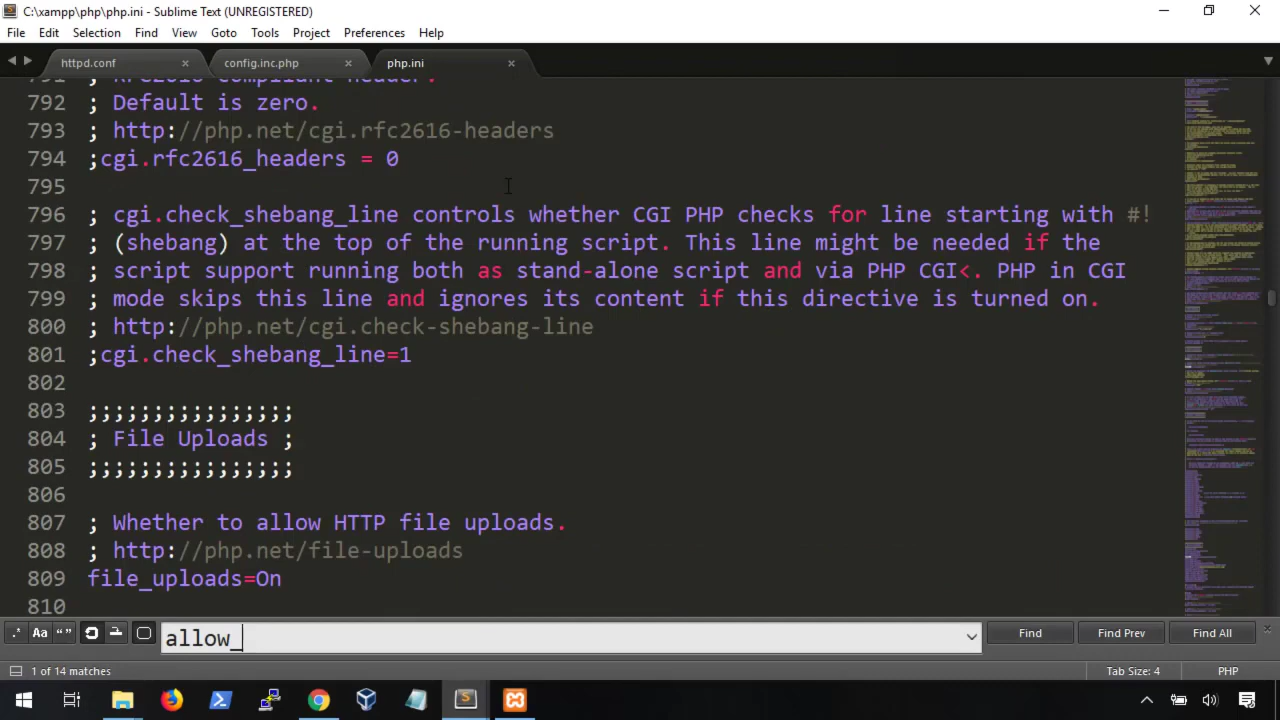 C:\xampp\php\php.ini - Sublime Text (UNREGISTERED)
File Edit Selection Find View Goto Tools Project Preferences Help
httpd.conf × config.inc.php × php.ini ×
791 ; RFC2616 compliant header.
792 ; Default is zero.
793 ; http://php.net/cgi.rfc2616-headers
794 ;cgi.rfc2616_headers = 0
795
796 ; cgi.check_shebang_line controls whether CGI PHP checks for line starting with #!
797 ; (shebang) at the top of the running script. This line might be needed if the
798 ; script support running both as stand-alone script and via PHP CGI<. PHP in CGI
799 ; mode skips this line and ignores its content if this directive is turned on.
800 ; http://php.net/cgi.check-shebang-line
801 ;cgi.check_shebang_line=1
802
803 ;;;;;;;;;;;;;;;;
804 ; File Uploads ;
805 ;;;;;;;;;;;;;;;;
806
807 ; Whether to allow HTTP file uploads.
808 ; http://php.net/file-uploads
809 file_uploads=On
810
.* Aa “ ” allow_ Find Find Prev Find All
1 of 14 matches Tab Size: 4 PHP